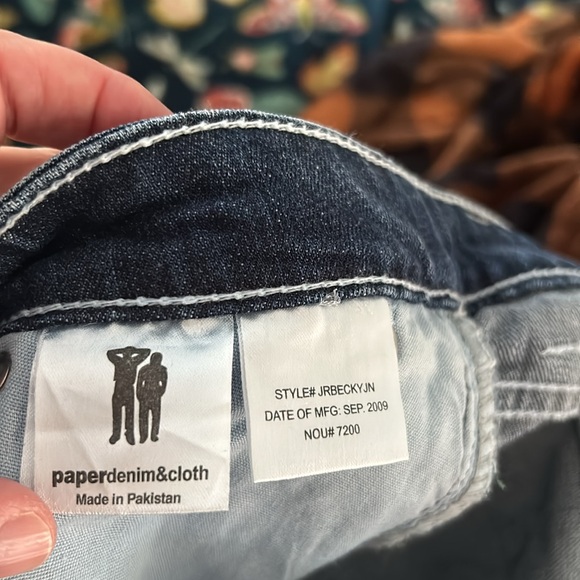 paperdenim&cloth
Made in Pakistan
STYLE# JRBECKYJN
DATE OF MFG: SEP. 2009
NOU# 7200